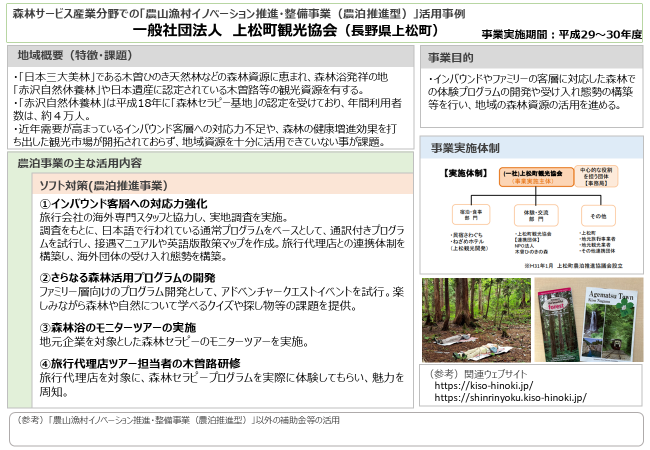 森林サービス産業分野での「農山漁村イノベーション推進・整備事業（農泊推進型）」活用事例
一般社団法人　上松町観光協会（長野県上松町）
事業実施期間：平成29～30年度
地域概要（特徴・課題）
・「日本三大美林」である木曽ひのき天然林などの森林資源に恵まれ、森林浴発祥の地
「赤沢自然休養林」や日本遺産に認定されている木曽路等の観光資源を有する。
・「赤沢自然休養林」は平成18年に「森林セラピー基地」の認定を受けており、年間利用者
数は、約４万人。
・近年需要が高まっているインバウンド客層への対応力不足や、森林の健康増進効果を打
ち出した観光市場が開拓されておらず、地域資源を十分に活用できていない事が課題。
農泊事業の主な活用内容
ソフト対策(農泊推進事業)
①インバウンド客層への対応力強化
旅行会社の海外専門スタッフと協力し、実地調査を実施。
調査をもとに、日本語で行われている通常プログラムをベースとして、通訳付きプログラ
ムを試行し、接遇マニュアルや英語版散策マップを作成。旅行代理店との連携体制を
構築し、海外団体の受け入れ態勢を構築。
②さらなる森林活用プログラムの開発
ファミリー層向けのプログラム開発として、アドベンチャークエストイベントを試行。楽
しみながら森林や自然について学べるクイズや探し物等の課題を提供。
③森林浴のモニターツアーの実施
地元企業を対象とした森林セラピーのモニターツアーを実施。
④旅行代理店ツアー担当者の木曽路研修
旅行代理店を対象に、森林セラピープログラムを実際に体験してもらい、魅力を
周知。
事業目的
・インバウンドやファミリーの客層に対応した森林で
の体験プログラムの開発や受け入れ態勢の構築
等を行い、地域の森林資源の活用を進める。
事業実施体制
【実施体制】
(一社)上松町観光協会
（事業実施主体）
中心的な役割
を担う団体
【事務局】
宿泊・食事
部門
体験・交流
部門
その他
・民宿さわぐち
・ねざめホテル
・(上松観光開発)
・上松町観光協会
【連携団体】
NPO法人
木曽ひのきの森
・上松町
・地元旅館事業者
・地元観光業者
・その他連携団体
※H31年1月　上松町農泊推進協議会設立
forest
Agematsu Town
Kiso Nagano
（参考）関連ウェブサイト
https://kiso-hinoki.jp/
https://shinrinyoku.kiso-hinoki.jp/
（参考）「農山漁村イノベーション推進・整備事業（農泊推進型）」以外の補助金等の活用